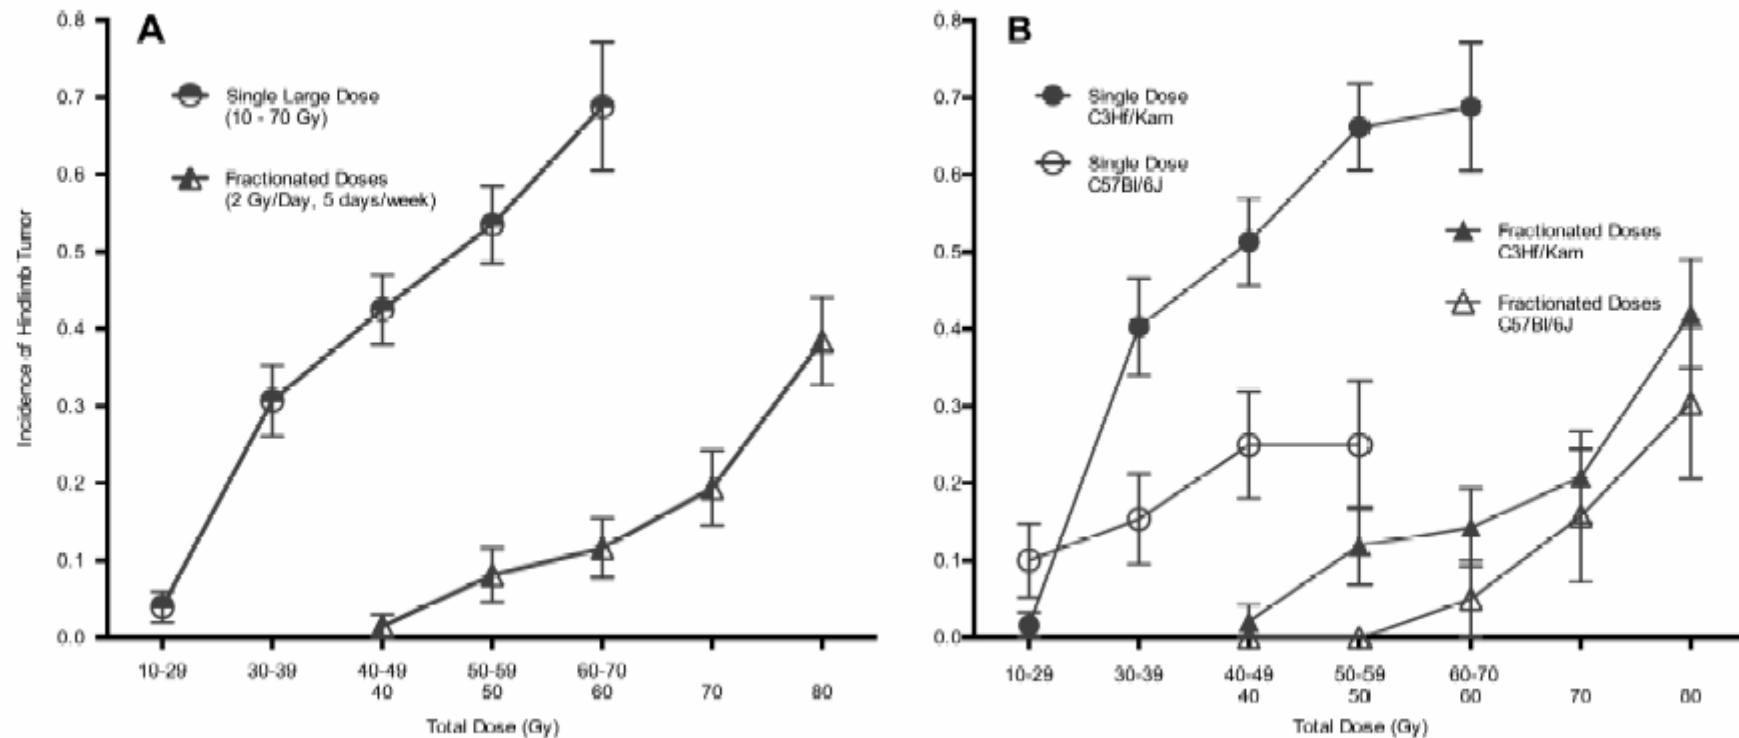 A
0.8
0.7
0.6
0.5
0.4
0.3
0.2
0.1
0.0
Incidence of Hindlimb Tumor
Single Large Dose
(10 - 70 Gy)
Fractionated Doses
(2 Gy/Day, 5 days/week)
10-29 30-39 40-49 50-59 60-70
40 50 60 70 80
Total Dose (Gy)
B
0.8
0.7
0.6
0.5
0.4
0.3
0.2
0.1
0.0
Single Dose
C3Hf/Kam
Single Dose
C57Bl/6J
Fractionated Doses
C3Hf/Kam
Fractionated Doses
C57Bl/6J
10-29 30-39 40-49 50-59 60-70
40 50 60 70 80
Total Dose (Gy)